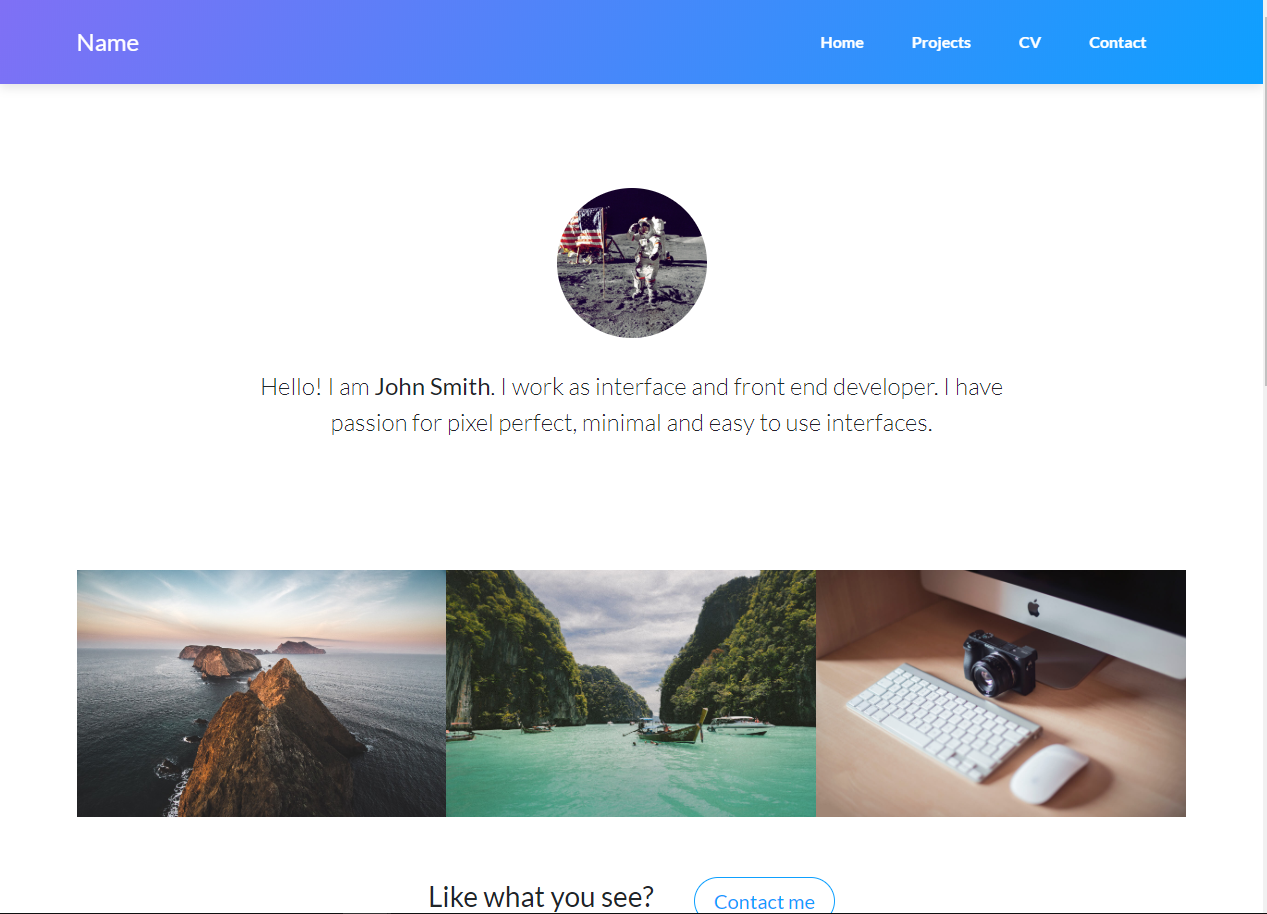 Name
Home Projects CV Contact
Hello! I am John Smith. I work as interface and front end developer. I have
passion for pixel perfect, minimal and easy to use interfaces.
Like what you see?
Contact me